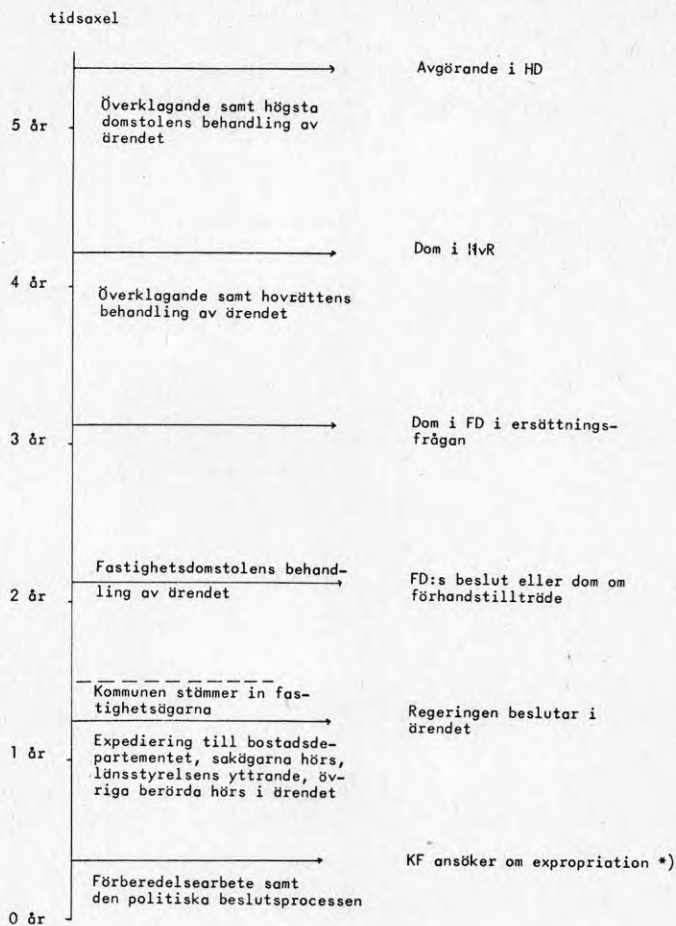 tidsaxel
Avgörande i HD
Överklagande samt högsta
domstolens behandling av
ärendet
5 år
Dom i HvR
4 år
Överklagande samt hovrättens
behandling av ärendet
Dom i FD i ersättnings-
frågan
3 år
Fastighetsdomstolens behand-
ling av ärendet
FD:s beslut eller dom om
förhandstillträde
2 år
Kommunen stämmer in fas-
tighetsägarna
Regeringen beslutar i
ärendet
1 år
Expediering till bostadsde-
partementet, sakägarna hörs,
länsstyrelsens yttrande, öv-
riga berörda hörs i ärendet
KF ansöker om expropriation *)
Förberedelsearbete samt
den politiska beslutsprocessen
0 år